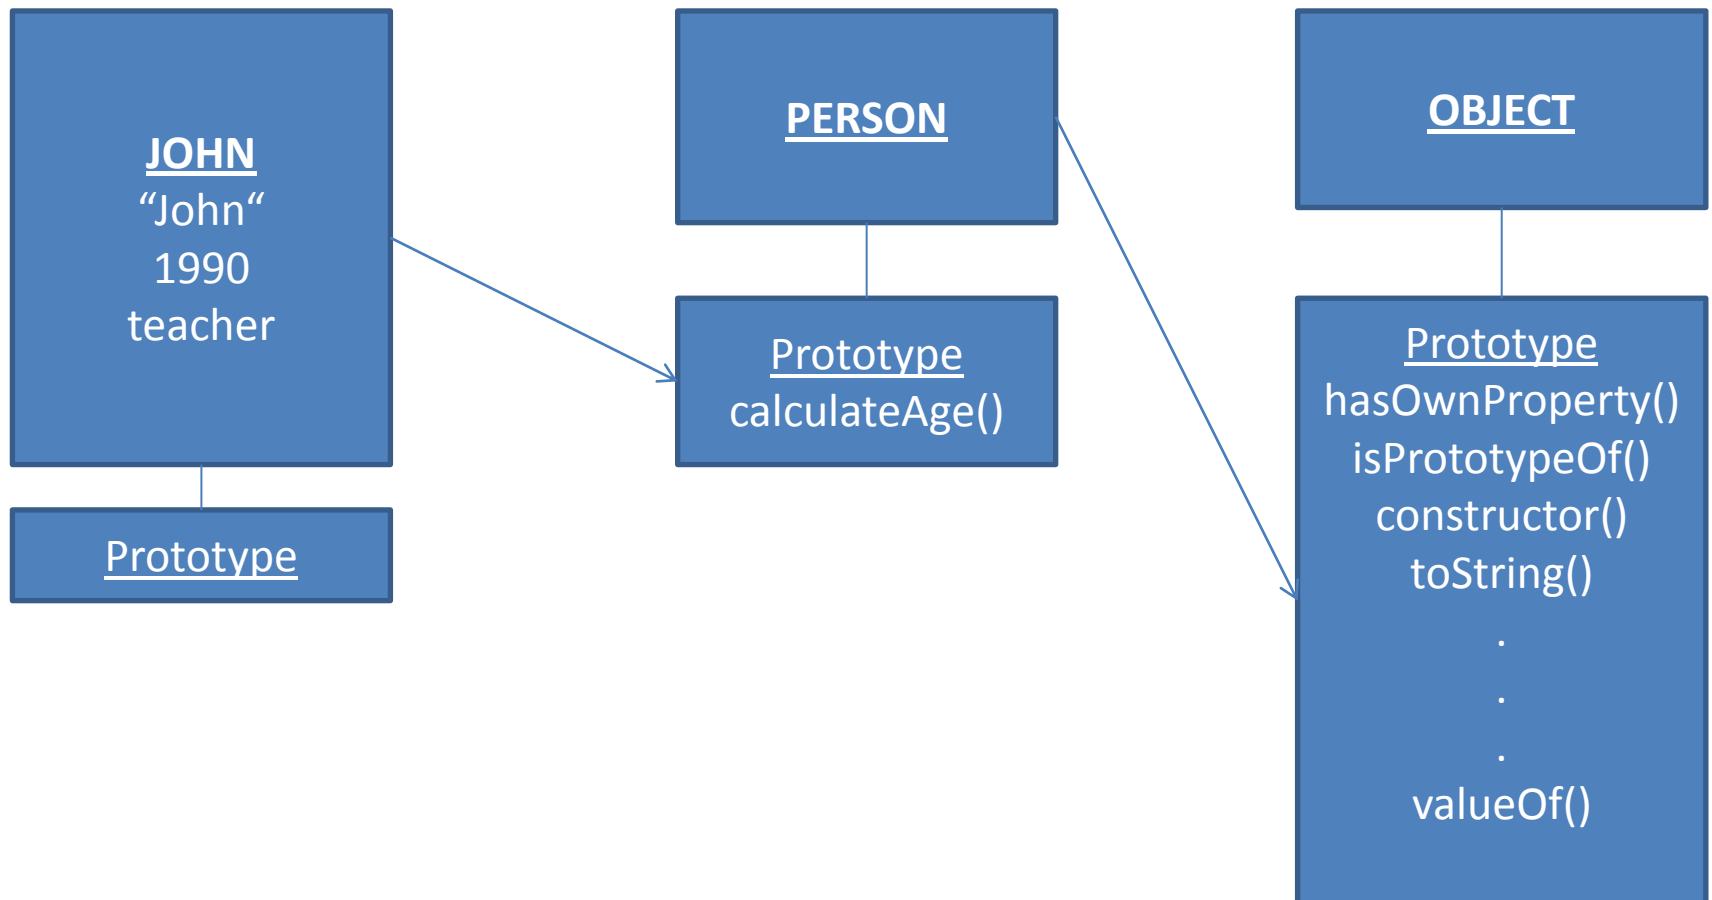 JOHN
“John“
1990
teacher
Prototype
PERSON
Prototype
calculateAge()
OBJECT
Prototype
hasOwnProperty()
isPrototypeOf()
constructor()
toString()
.
.
.
valueOf()